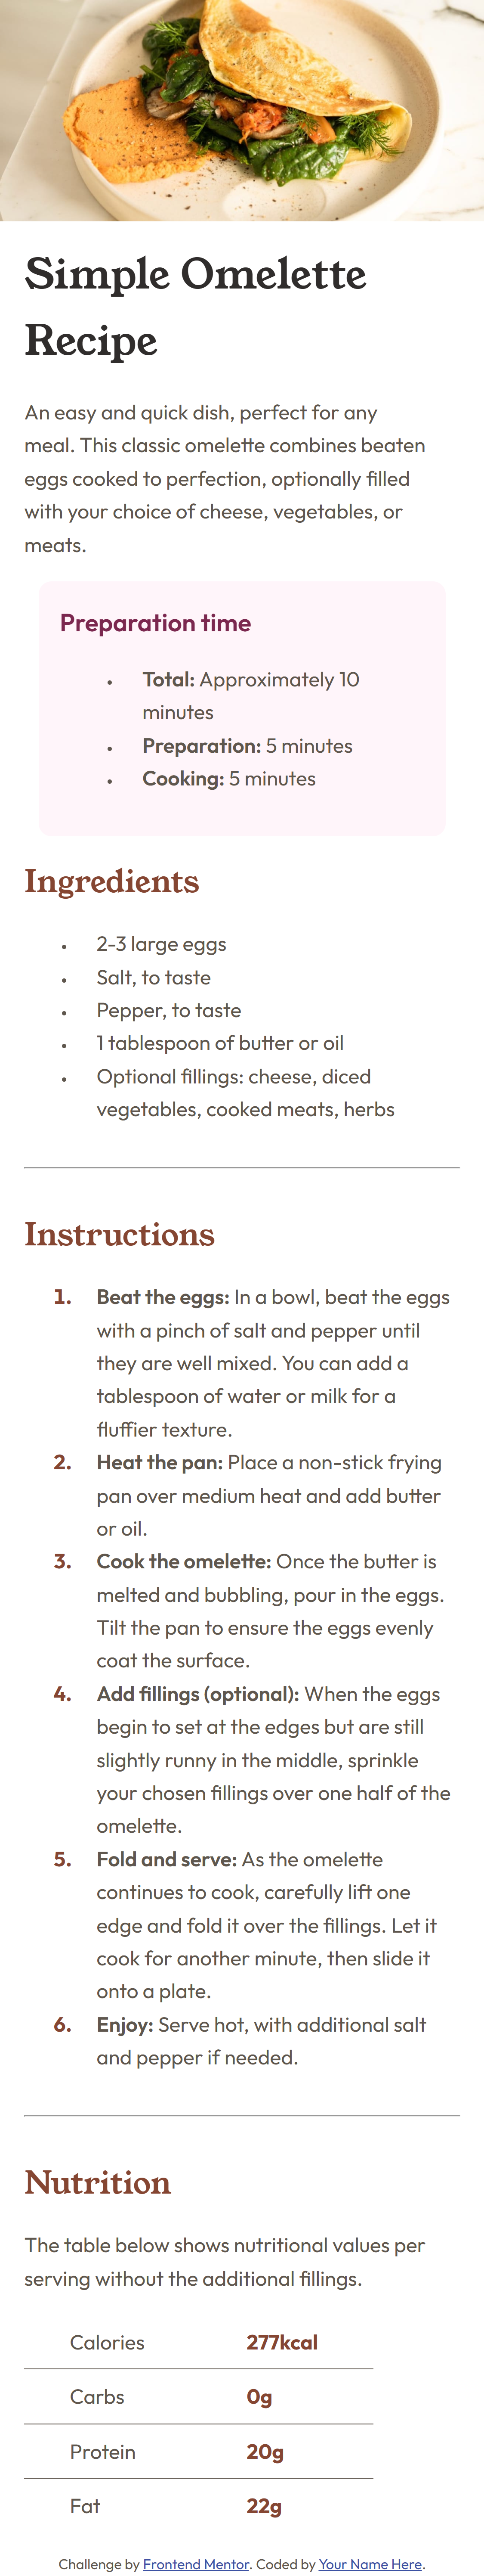 Simple Omelette
Recipe
An easy and quick dish, perfect for any
meal. This classic omelette combines beaten
eggs cooked to perfection, optionally filled
with your choice of cheese, vegetables, or
meats.
Preparation time
• Total: Approximately 10
minutes
• Preparation: 5 minutes
• Cooking: 5 minutes
Ingredients
• 2-3 large eggs
• Salt, to taste
• Pepper, to taste
• 1 tablespoon of butter or oil
• Optional fillings: cheese, diced
vegetables, cooked meats, herbs
Instructions
1. Beat the eggs: In a bowl, beat the eggs
with a pinch of salt and pepper until
they are well mixed. You can add a
tablespoon of water or milk for a
fluffier texture.
2. Heat the pan: Place a non-stick frying
pan over medium heat and add butter
or oil.
3. Cook the omelette: Once the butter is
melted and bubbling, pour in the eggs.
Tilt the pan to ensure the eggs evenly
coat the surface.
4. Add fillings (optional): When the eggs
begin to set at the edges but are still
slightly runny in the middle, sprinkle
your chosen fillings over one half of the
omelette.
5. Fold and serve: As the omelette
continues to cook, carefully lift one
edge and fold it over the fillings. Let it
cook for another minute, then slide it
onto a plate.
6. Enjoy: Serve hot, with additional salt
and pepper if needed.
Nutrition
The table below shows nutritional values per
serving without the additional fillings.
Calories 277kcal
Carbs 0g
Protein 20g
Fat 22g
Challenge by Frontend Mentor. Coded by Your Name Here.